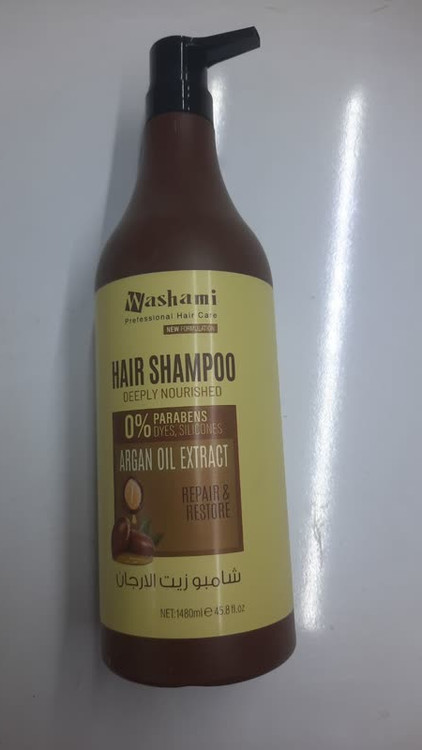 Washami
Professional Hair Care
NEW FORMULATION
HAIR SHAMPOO
DEEPLY NOURISHED
0% PARABENS
DYES, SILICONES
ARGAN OIL EXTRACT
REPAIR &
RESTORE
شامبو زيت الارجان
NET:1480ml e 45.8 fl.oz